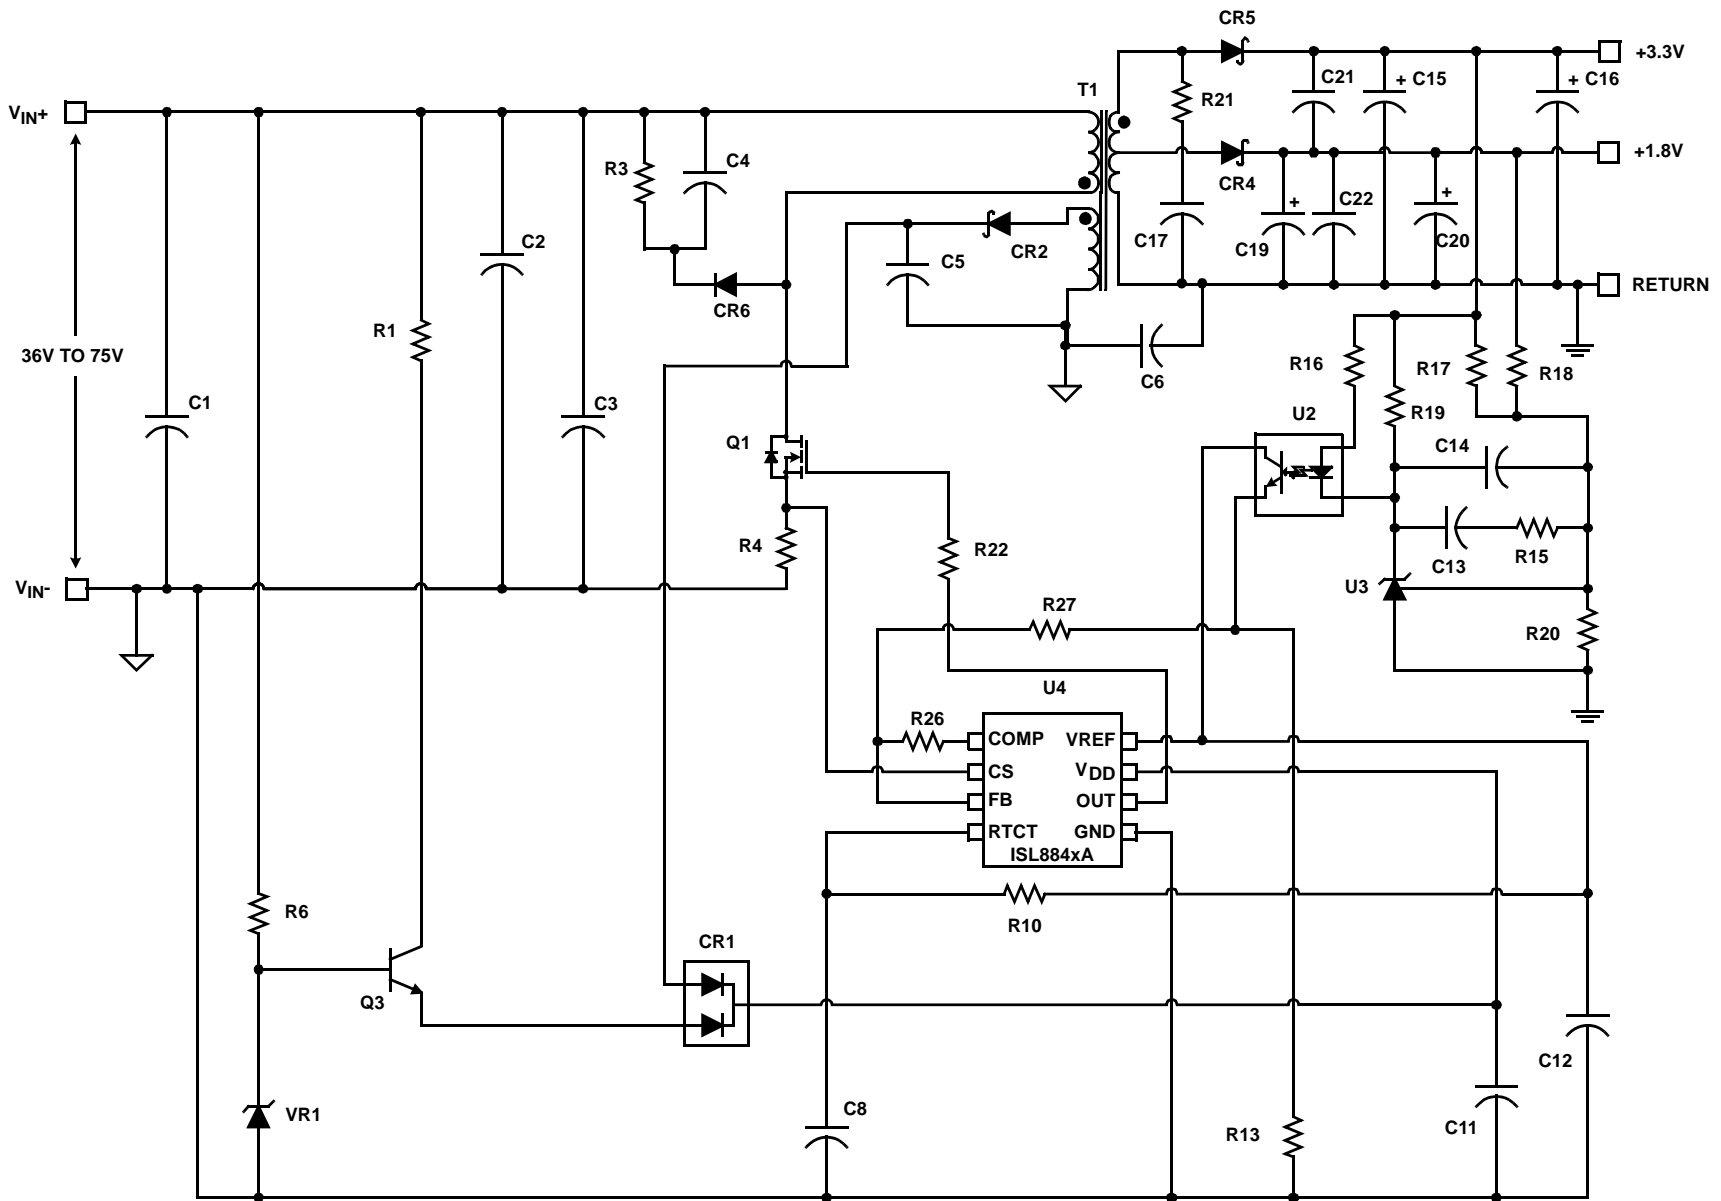 CR5
+3.3V
T1
C21
+ C15
+ C16
R21
VIN+
R3
C4
CR4
+1.8V
C2
C5
CR2
C17
+
C19
C22
+
C20
CR6
RETURN
R1
36V TO 75V
C6
R16
R17
R18
C1
C3
U2
R19
Q1
C14
R4
R22
C13
R15
VIN-
U3
R27
R20
U4
R26
COMP
VREF
CS
VDD
FB
OUT
RTCT
GND
ISL884xA
R6
R10
CR1
Q3
C12
VR1
C8
R13
C11